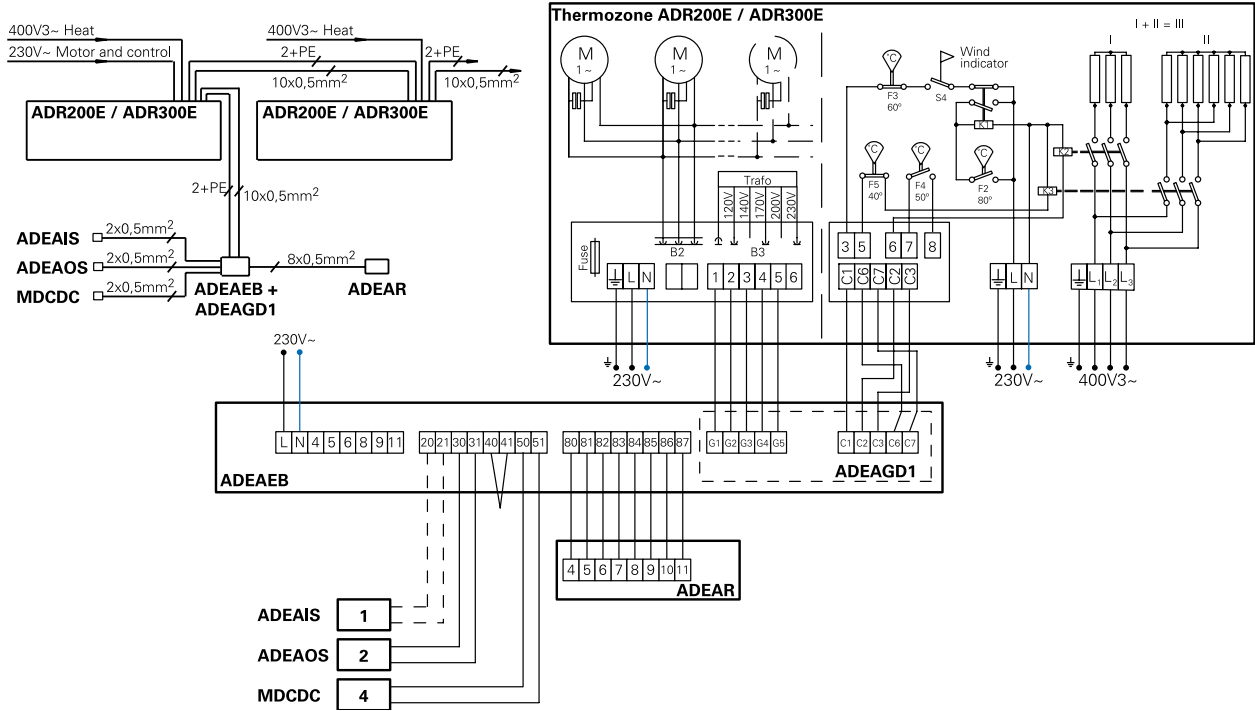 400V3~ Heat
230V~ Motor and control
400V3~ Heat
2+PE
2+PE
10x0,5mm²
10x0,5mm²
ADR200E / ADR300E
ADR200E / ADR300E
2+PE
10x0,5mm²
ADEAIS
2x0,5mm²
ADEAOS
2x0,5mm²
MDCDC
2x0,5mm²
8x0,5mm²
ADEAEB +
ADEAGD1
ADEAR
Thermozone ADR200E / ADR300E
M
1~
M
1~
M
1~
°C
F3
60°
S4
Wind
indicator
K1
I + II = III
I
II
°C
F5
40°
°C
F4
50°
°C
F2
80°
K2
K3
Trafo
120V
140V
170V
200V
230V
Fuse
B2
B3
L N
1 2 3 4 5 6
3 5 6 7 8
C1 C6 C7 C2 C3
L N
L1 L2 L3
230V~
230V~
400V3~
230V~
L N 4 5 6 8 9 11
20 21 30 31 40 41 50 51
80 81 82 83 84 85 86 87
G1 G2 G3 G4 G5
C1 C2 C3 C6 C7
ADEAEB
ADEAGD1
4 5 6 7 8 9 10 11
ADEAR
ADEAIS 1
ADEAOS 2
MDCDC 4